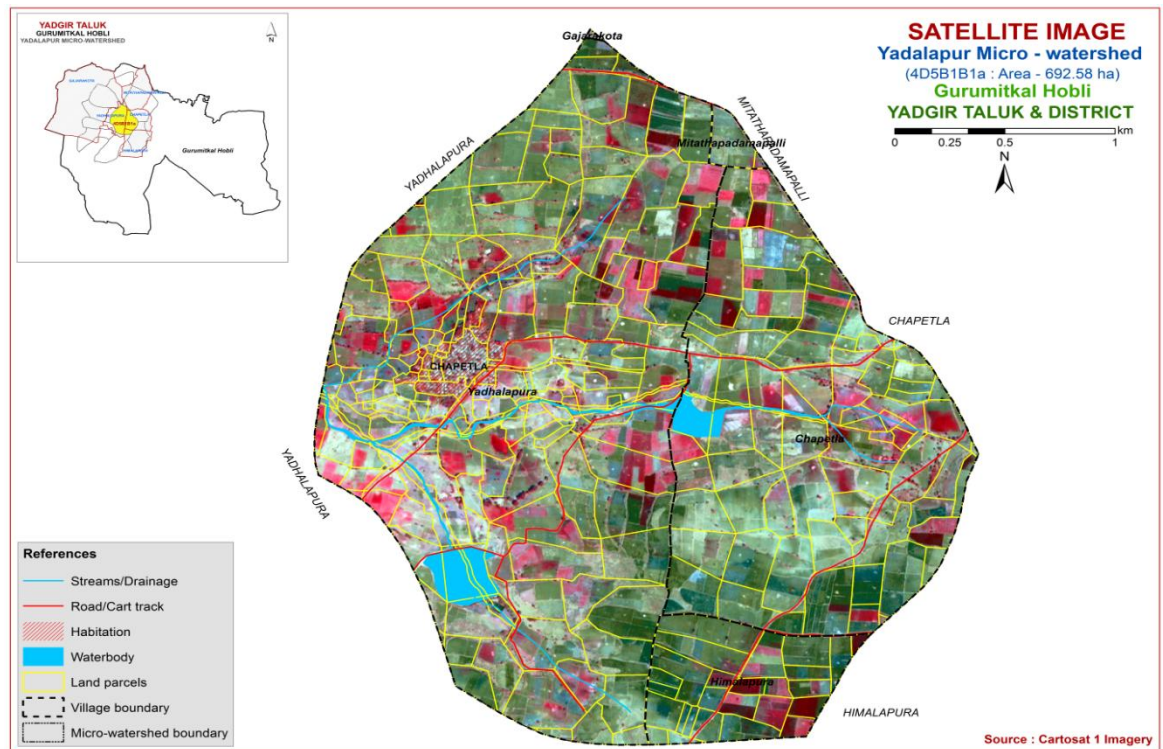 YADGIR TALUK
GURUMITKAL HOBLI
YADALAPUR MICRO-WATERSHED
N
Gurumitkal Hobli
SATELLITE IMAGE
Yadalapur Micro - watershed
(4D5B1B1a : Area - 692.58 ha)
Gurumitkal Hobli
YADGIR TALUK & DISTRICT
km
0 0.25 0.5 1
N
Gajarakota
MITATHAPADAMAPALLI
Mitathapadamapalli
YADHALAPURA
CHAPETLA
CHAPETLA
Yadhalapura
Chapetla
YADHALAPURA
Himalapura
HIMALAPURA
References
Streams/Drainage
Road/Cart track
Habitation
Waterbody
Land parcels
Village boundary
Micro-watershed boundary
Source : Cartosat 1 Imagery